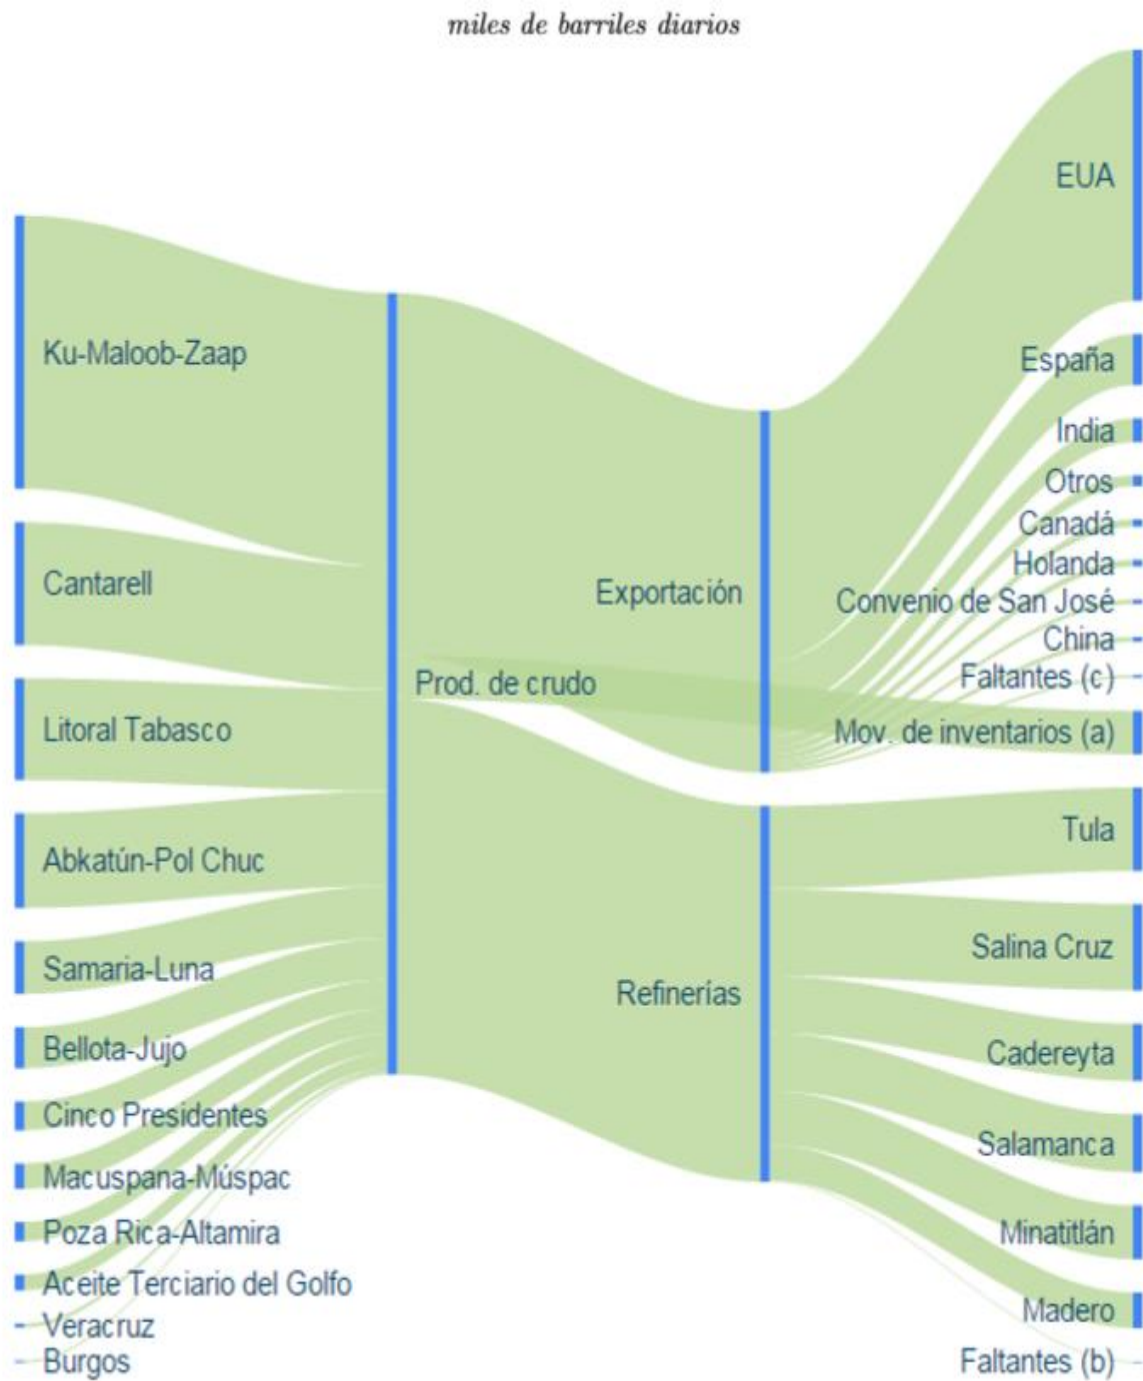 miles de barriles diarios
Ku-Maloob-Zaap
Cantarell
Litoral Tabasco
Abkatún-Pol Chuc
Samaria-Luna
Bellota-Jujo
Cinco Presidentes
Macuspana-Múspac
Poza Rica-Altamira
Aceite Terciario del Golfo
Veracruz
Burgos
Prod. de crudo
Exportación
Refinerías
EUA
España
India
Otros
Canadá
Holanda
Convenio de San José
China
Faltantes (c)
Mov. de inventarios (a)
Tula
Salina Cruz
Cadereyta
Salamanca
Minatitlán
Madero
Faltantes (b)